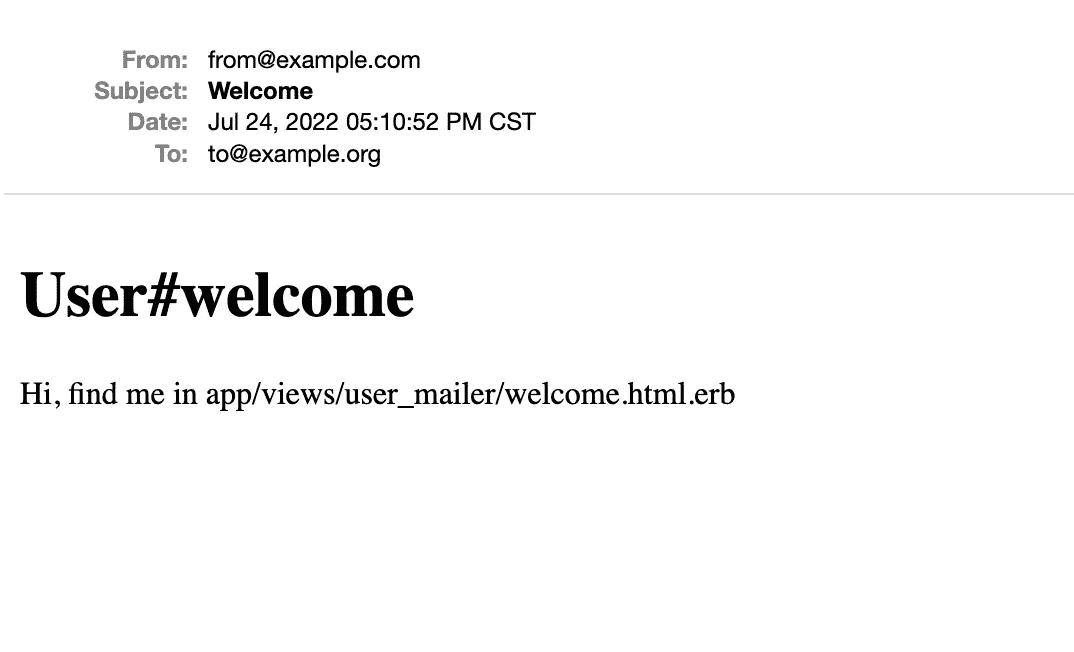 From: from@example.com
Subject: Welcome
Date: Jul 24, 2022 05:10:52 PM CST
To: to@example.org
User#welcome
Hi, find me in app/views/user_mailer/welcome.html.erb